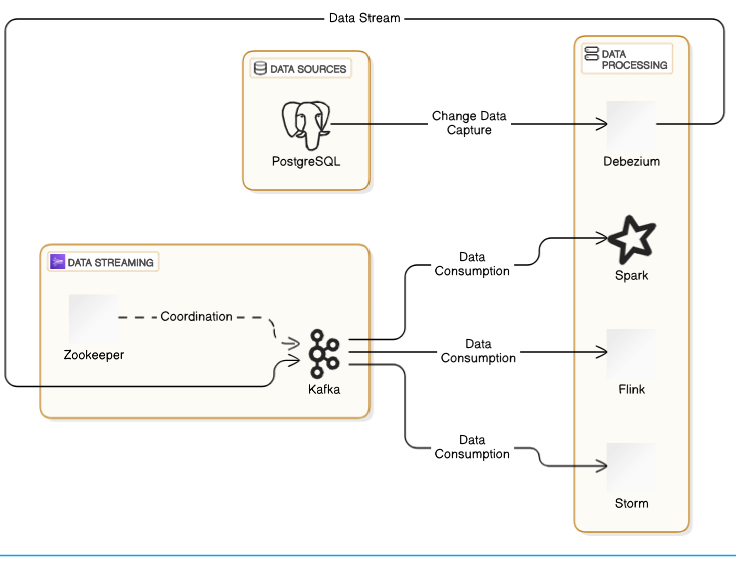 Data Stream
DATA SOURCES
DATA
PROCESSING
Change Data
Capture
PostgreSQL
Debezium
Data
Consumption
DATA STREAMING
Spark
Coordination
Zookeeper
Data
Consumption
Kafka
Flink
Data
Consumption
Storm